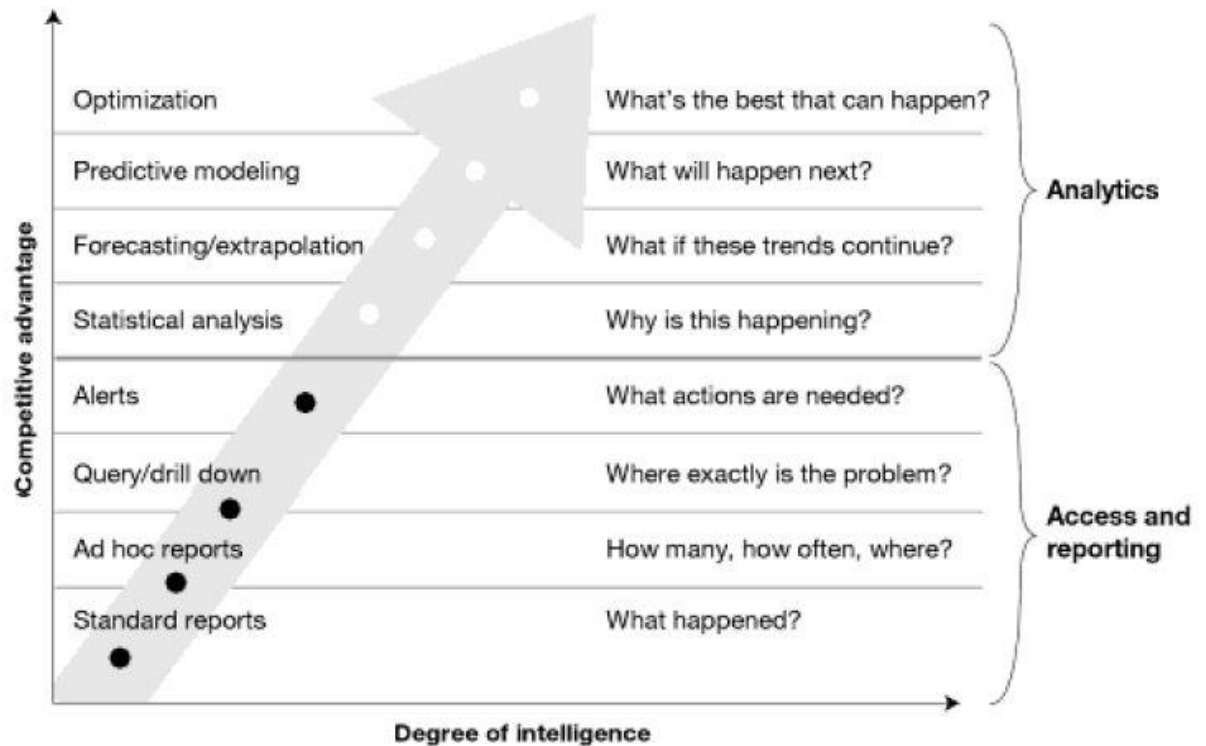 Optimization
What's the best that can happen?
Predictive modeling
What will happen next?
Analytics
Forecasting/extrapolation
What if these trends continue?
Statistical analysis
Why is this happening?
Competitive advantage
Alerts
What actions are needed?
Query/drill down
Where exactly is the problem?
Access and
reporting
Ad hoc reports
How many, how often, where?
Standard reports
What happened?
Degree of intelligence